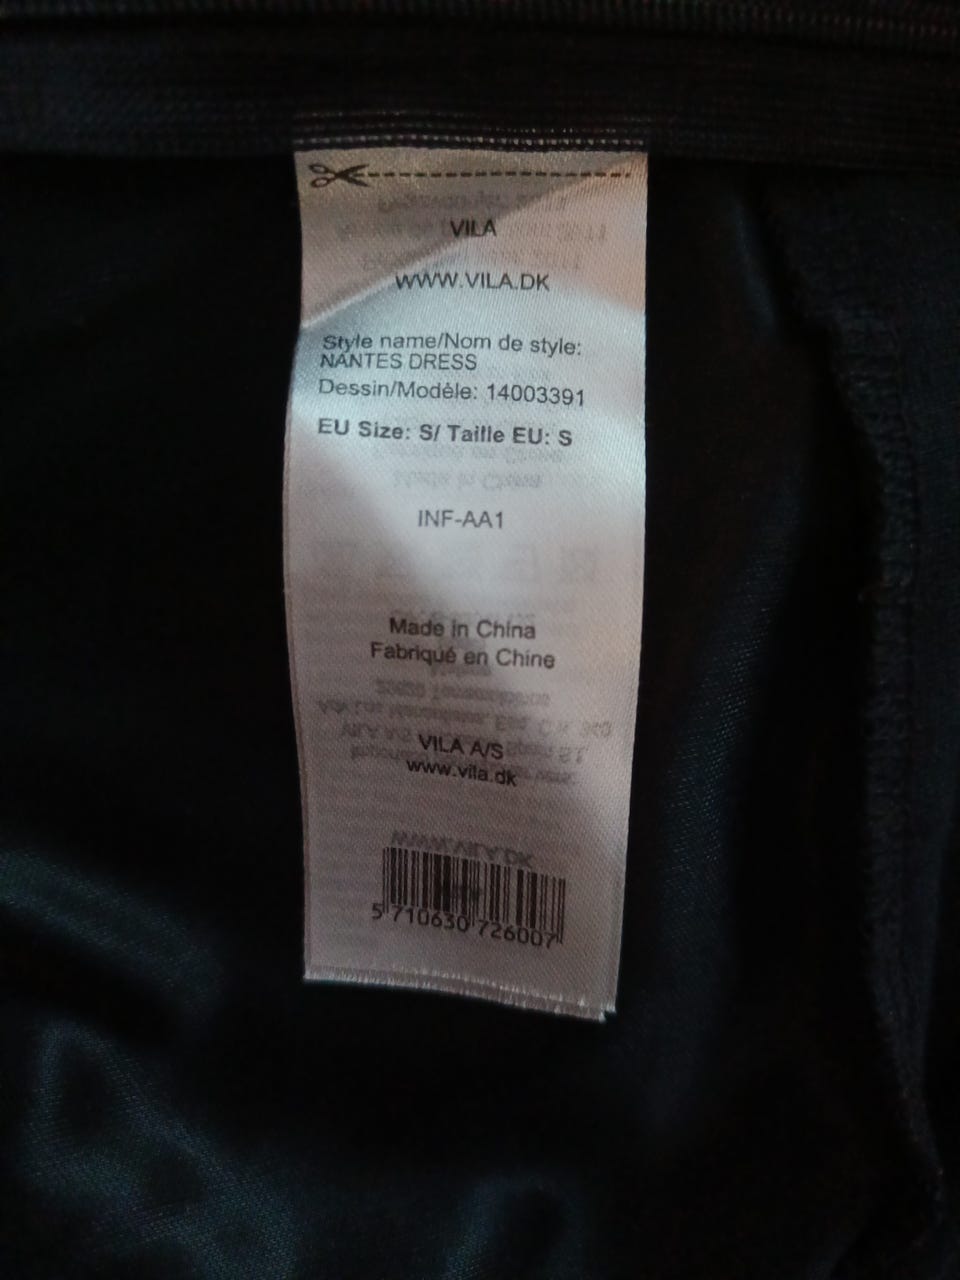 VILA
WWW.VILA.DK
Style name/Nom de style:
NANTES DRESS
Dessin/Modèle: 14003391
EU Size: S/ Taille EU: S
INF-AA1
Made in China
Fabriqué en Chine
VILA A/S
www.vila.dk
5 710630 726007